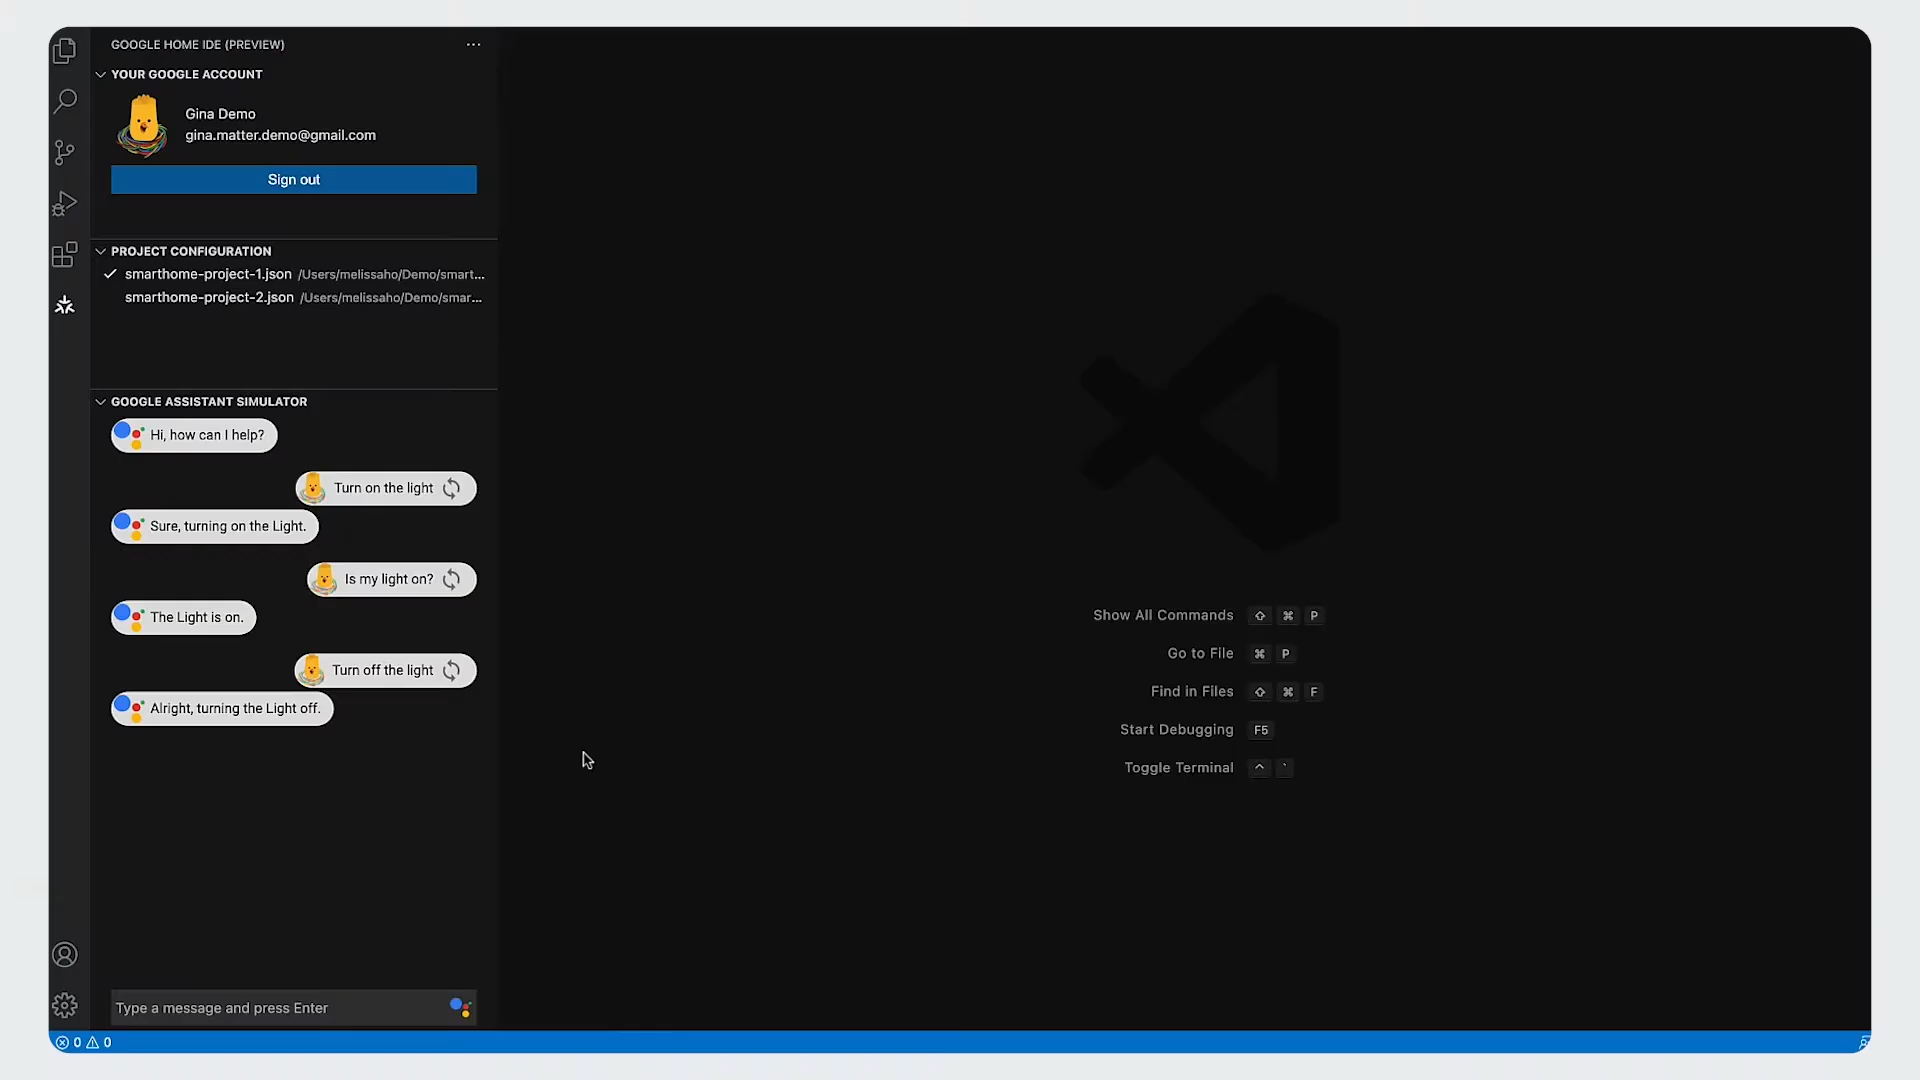 GOOGLE HOME IDE (PREVIEW)
YOUR GOOGLE ACCOUNT
Gina Demo
gina.matter.demo@gmail.com
Sign out
PROJECT CONFIGURATION
smarthome-project-1.json /Users/melissaho/Demo/smart...
smarthome-project-2.json /Users/melissaho/Demo/smar...
GOOGLE ASSISTANT SIMULATOR
Hi, how can I help?
Turn on the light
Sure, turning on the Light.
Is my light on?
The Light is on.
Turn off the light
Alright, turning the Light off.
Type a message and press Enter
0 0
Show All Commands ⇧ ⌘ P
Go to File ⌘ P
Find in Files ⇧ ⌘ F
Start Debugging F5
Toggle Terminal ^ `